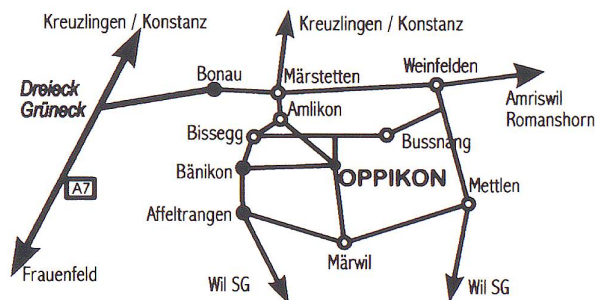 Kreuzlingen / Konstanz
Kreuzlingen / Konstanz
Bonau
Märstetten
Weinfelden
Dreieck
Grüneck
Amlikon
Amriswil
Romanshorn
Bissegg
Bussnang
Bänikon
OPPIKON
A7
Mettlen
Affeltrangen
Märwil
Frauenfeld
Wil SG
Wil SG